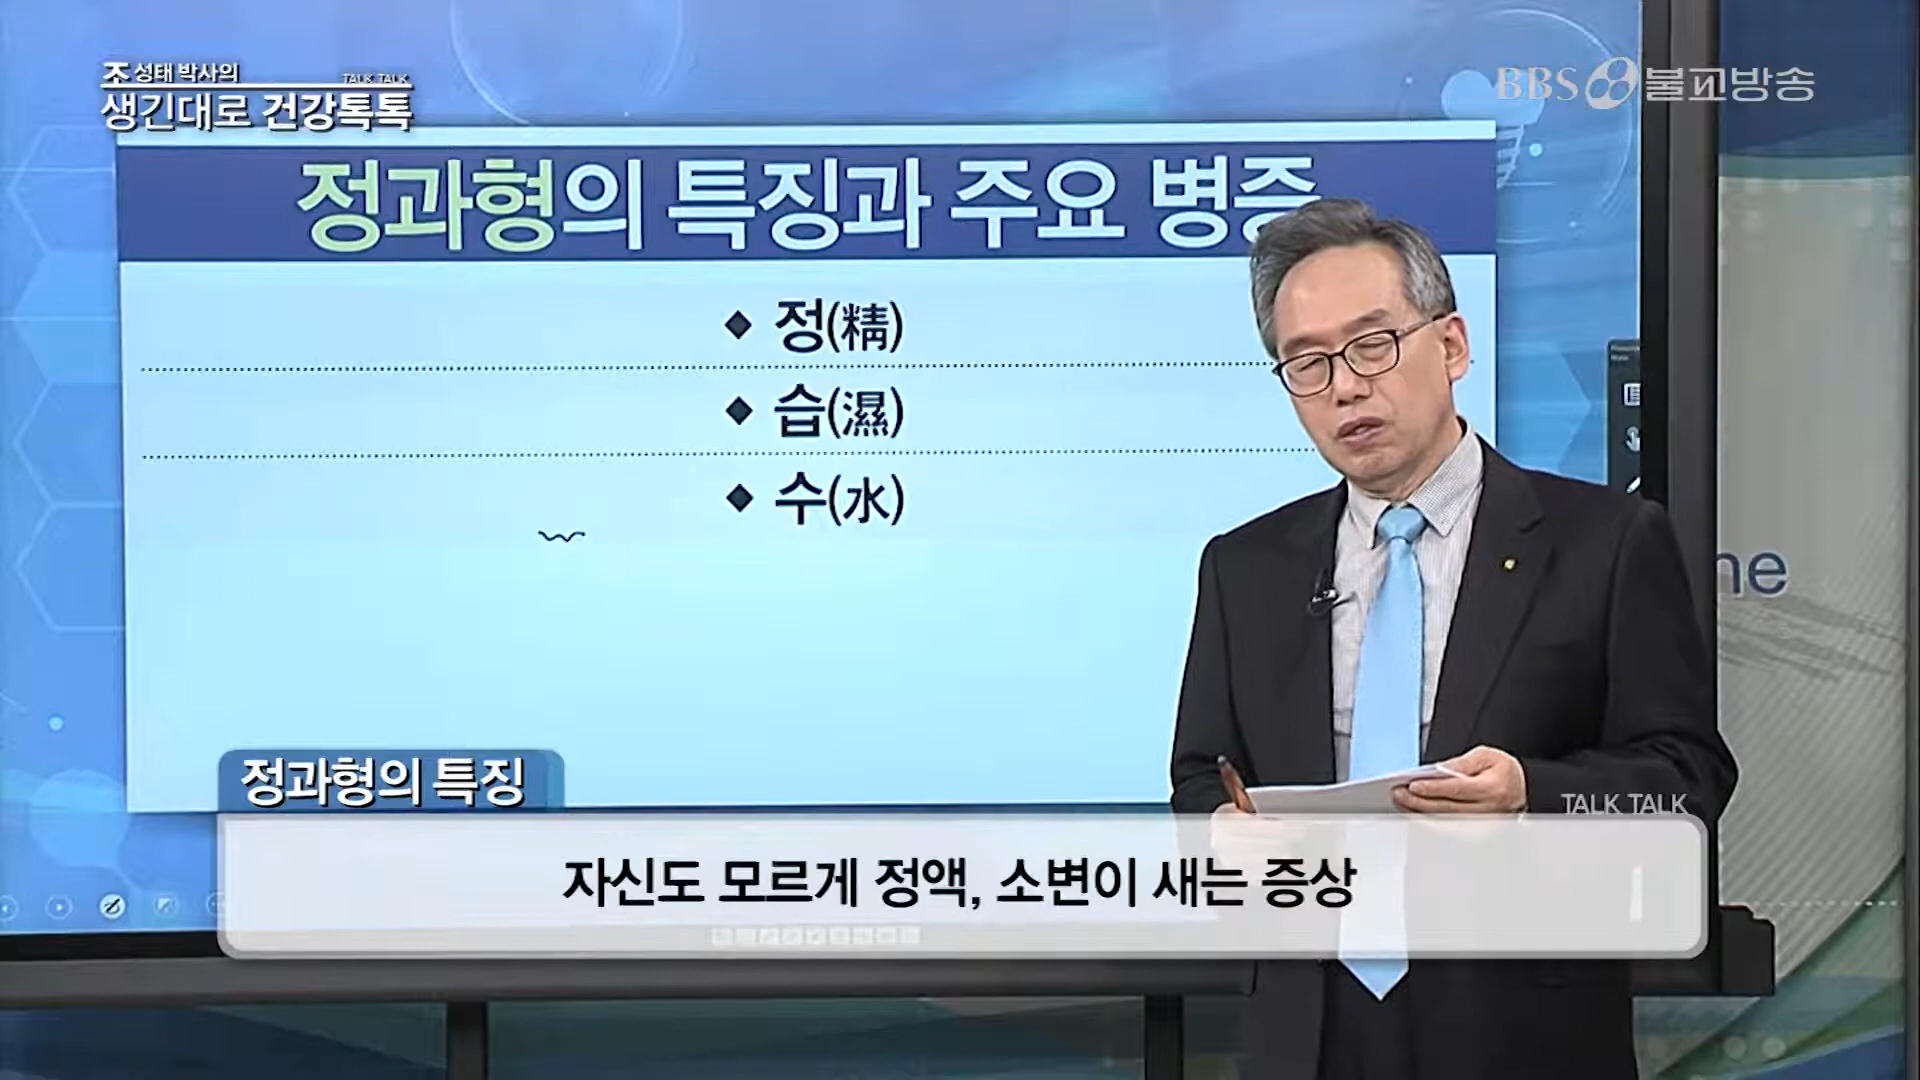 조성태 박사의
TALK TALK
생긴대로 건강톡톡
BBS 불교방송
정과형의 특징과 주요 병증
◆ 정(精)
◆ 습(濕)
◆ 수(水)
ne
정과형의 특징
TALK TALK
자신도 모르게 정액, 소변이 새는 증상